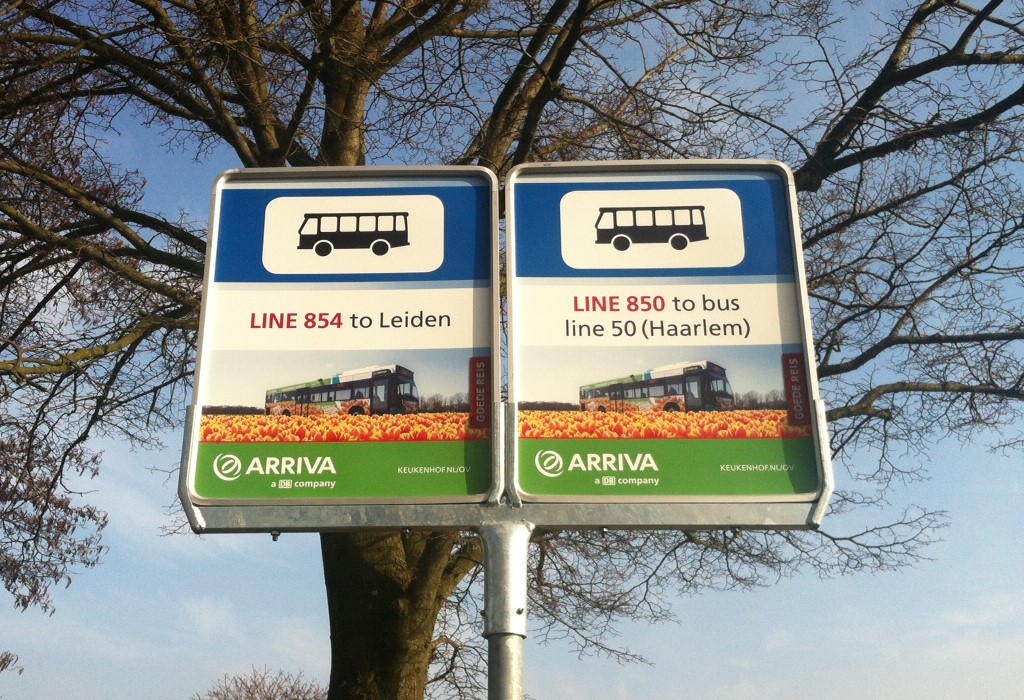 LINE 854 to Leiden
GOEDE REIS
ARRIVA
a DB company
KEUKENHOF.NL/OV
LINE 850 to bus
line 50 (Haarlem)
GOEDE REIS
ARRIVA
a DB company
KEUKENHOF.NL/OV